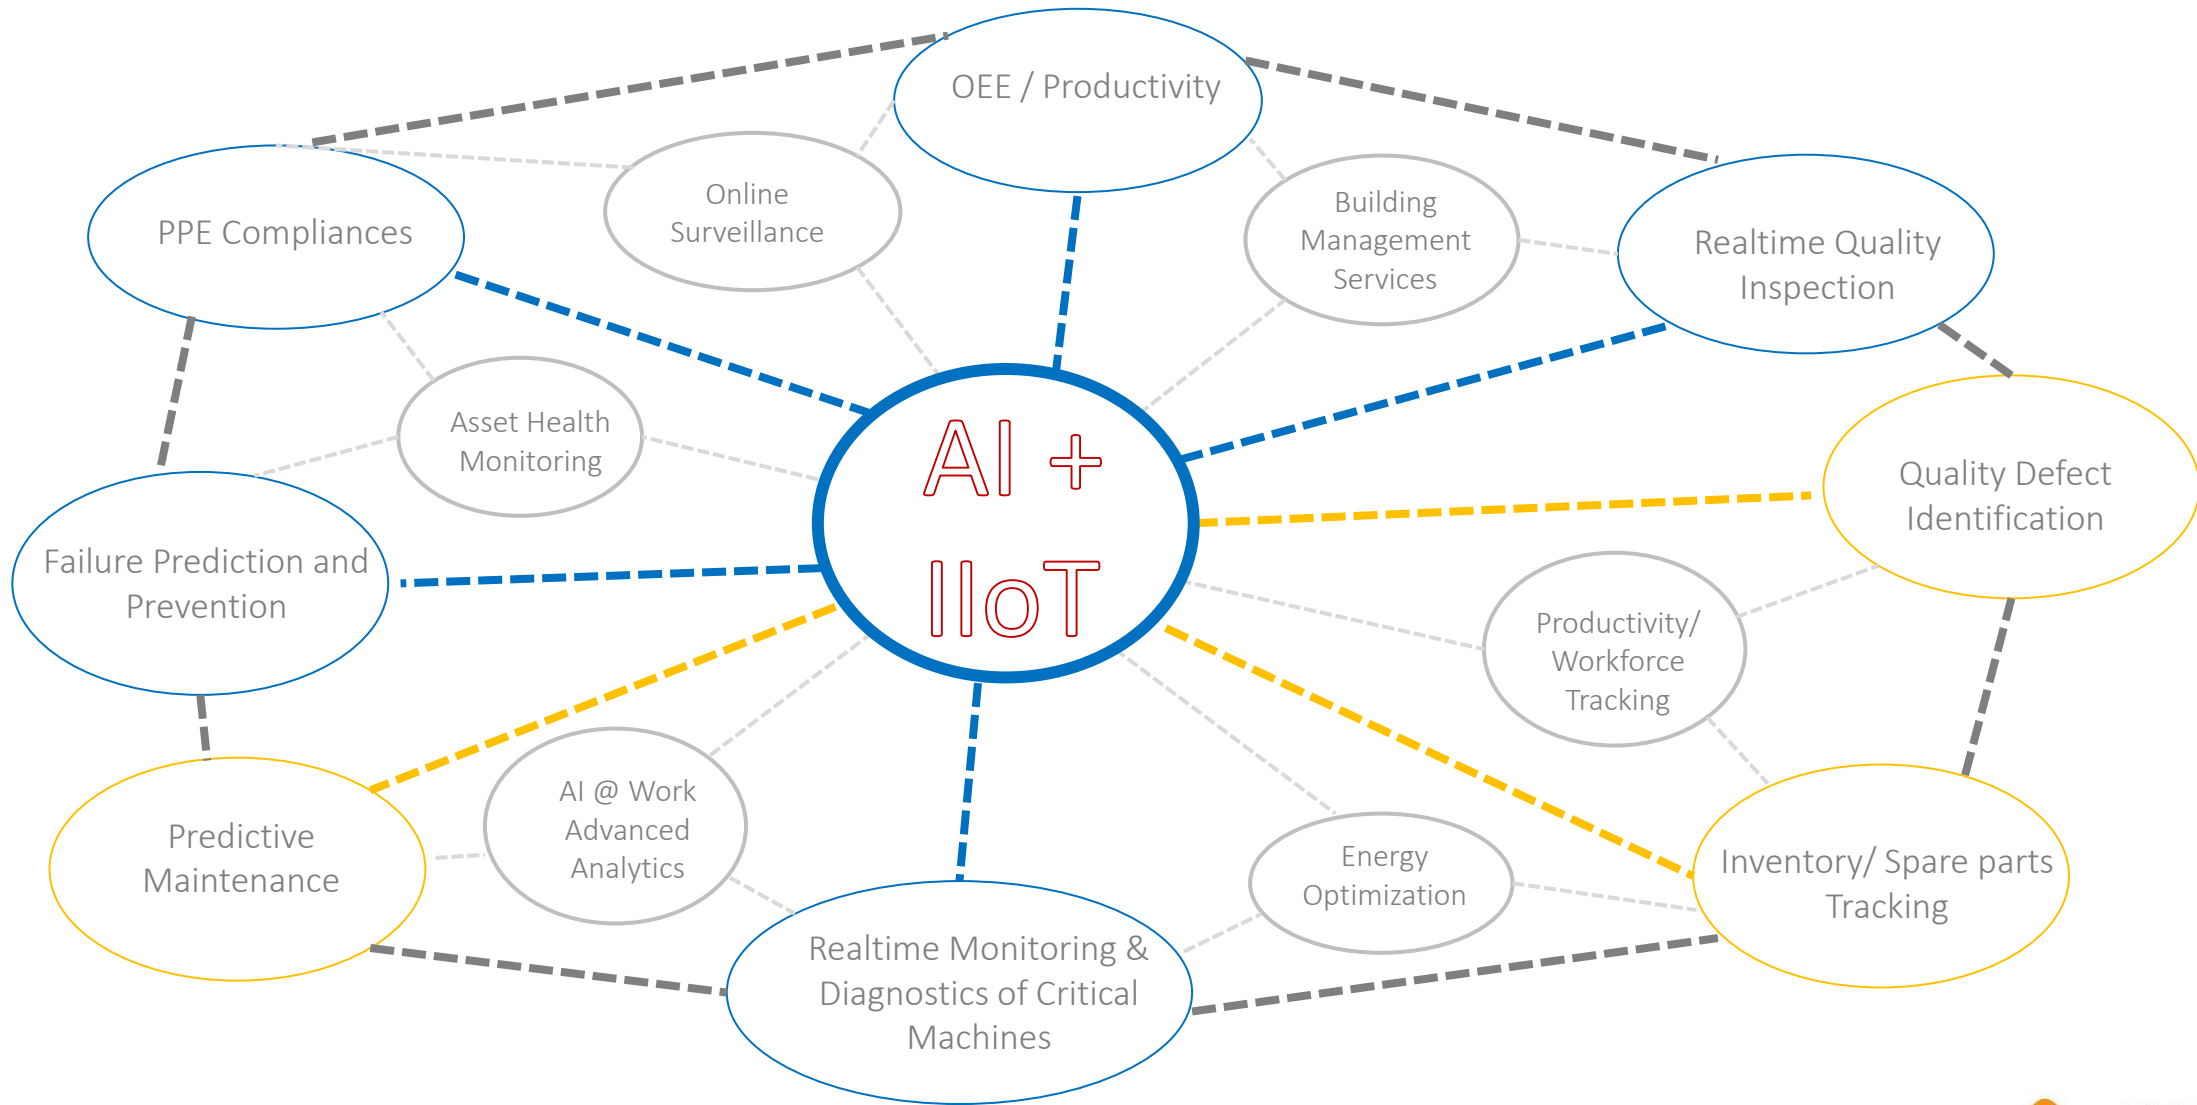 OEE / Productivity
Online
Surveillance
Building
Management
Services
PPE Compliances
Realtime Quality
Inspection
Asset Health
Monitoring
AI +
IIoT
Quality Defect
Identification
Failure Prediction and
Prevention
Productivity/
Workforce
Tracking
Predictive
Maintenance
AI @ Work
Advanced
Analytics
Energy
Optimization
Inventory/ Spare parts
Tracking
Realtime Monitoring &
Diagnostics of Critical
Machines